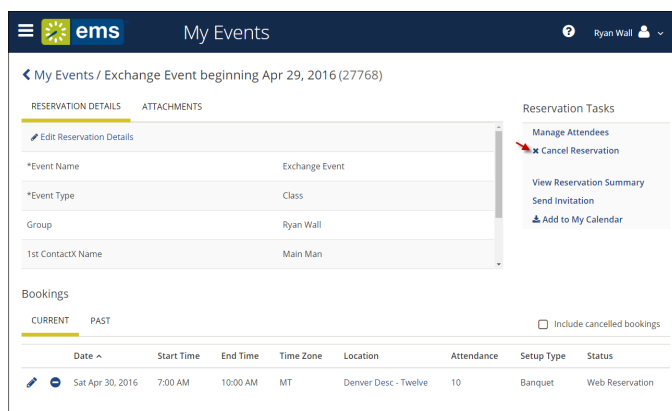 ems My Events ? Ryan Wall
My Events / Exchange Event beginning Apr 29, 2016 (27768)
RESERVATION DETAILS ATTACHMENTS
Edit Reservation Details
*Event Name Exchange Event
*Event Type Class
Group Ryan Wall
1st ContactX Name Main Man
Reservation Tasks
Manage Attendees
Cancel Reservation
View Reservation Summary
Send Invitation
Add to My Calendar
Bookings
CURRENT PAST Include cancelled bookings
Date Start Time End Time Time Zone Location Attendance Setup Type Status
Sat Apr 30, 2016 7:00 AM 10:00 AM MT Denver Desc - Twelve 10 Banquet Web Reservation